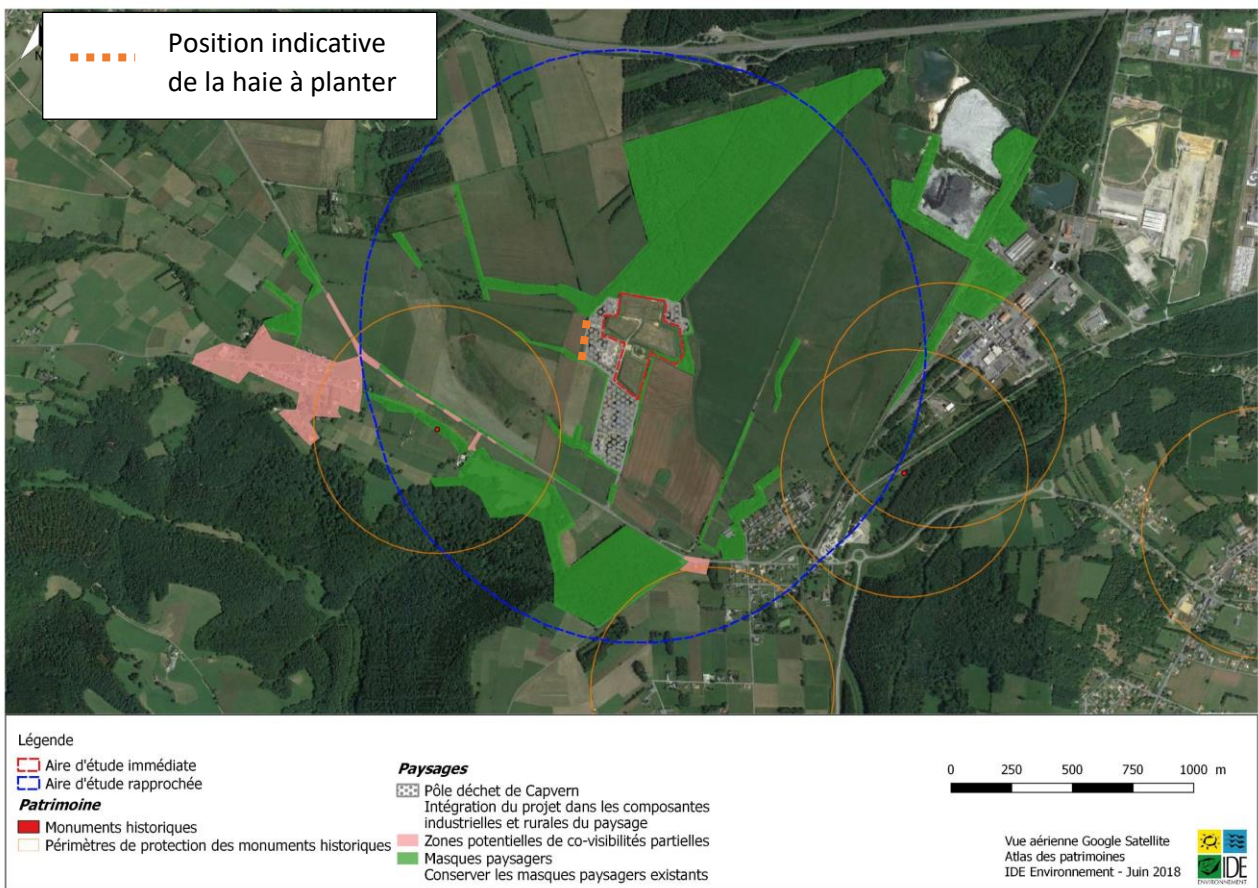 Position indicative
de la haie à planter
N
Légende
Aire d'étude immédiate
Aire d'étude rapprochée
Patrimoine
Monuments historiques
Périmètres de protection des monuments historiques
Paysages
Pôle déchet de Capvern
Intégration du projet dans les composantes
industrielles et rurales du paysage
Zones potentielles de co-visibilités partielles
Masques paysagers
Conserver les masques paysagers existants
0 250 500 750 1000 m
Vue aérienne Google Satellite
Atlas des patrimoines
IDE Environnement - Juin 2018
IDE
ENVIRONNEMENT